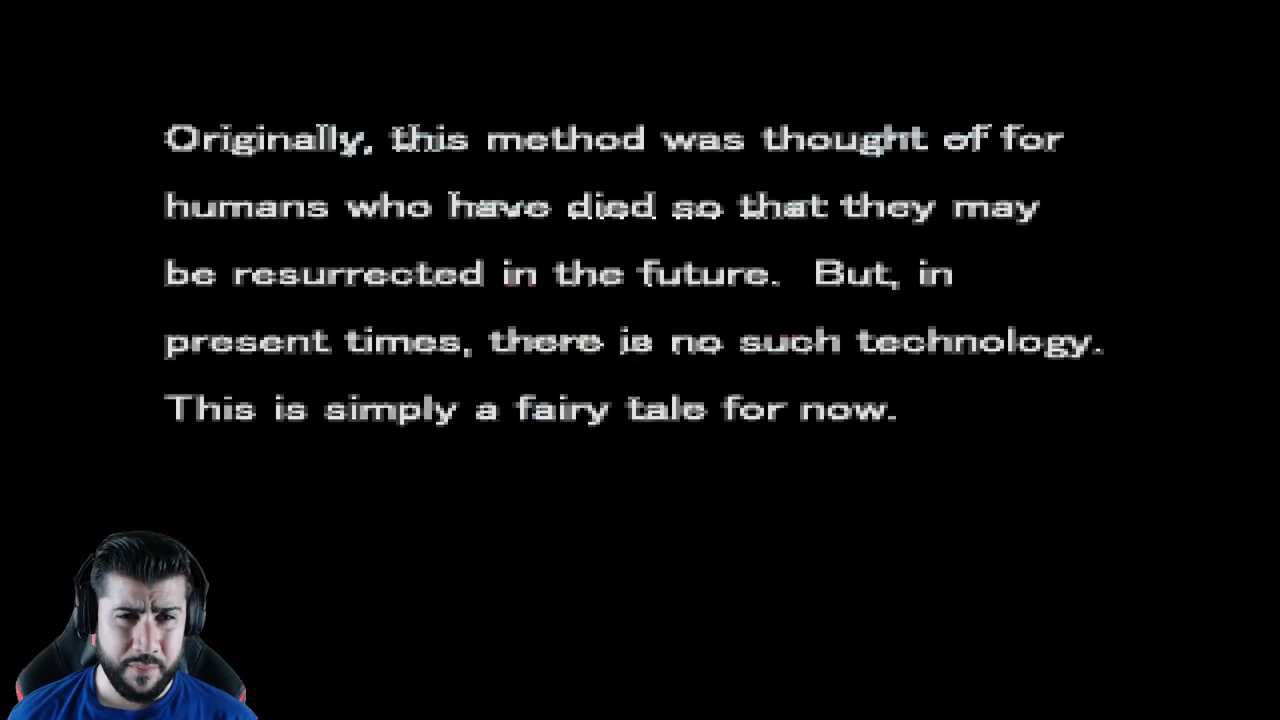 Originally, this method was thought of for
humans who have died so that they may
be resurrected in the future.  But, in
present times, there is no such technology.
This is simply a fairy tale for now.